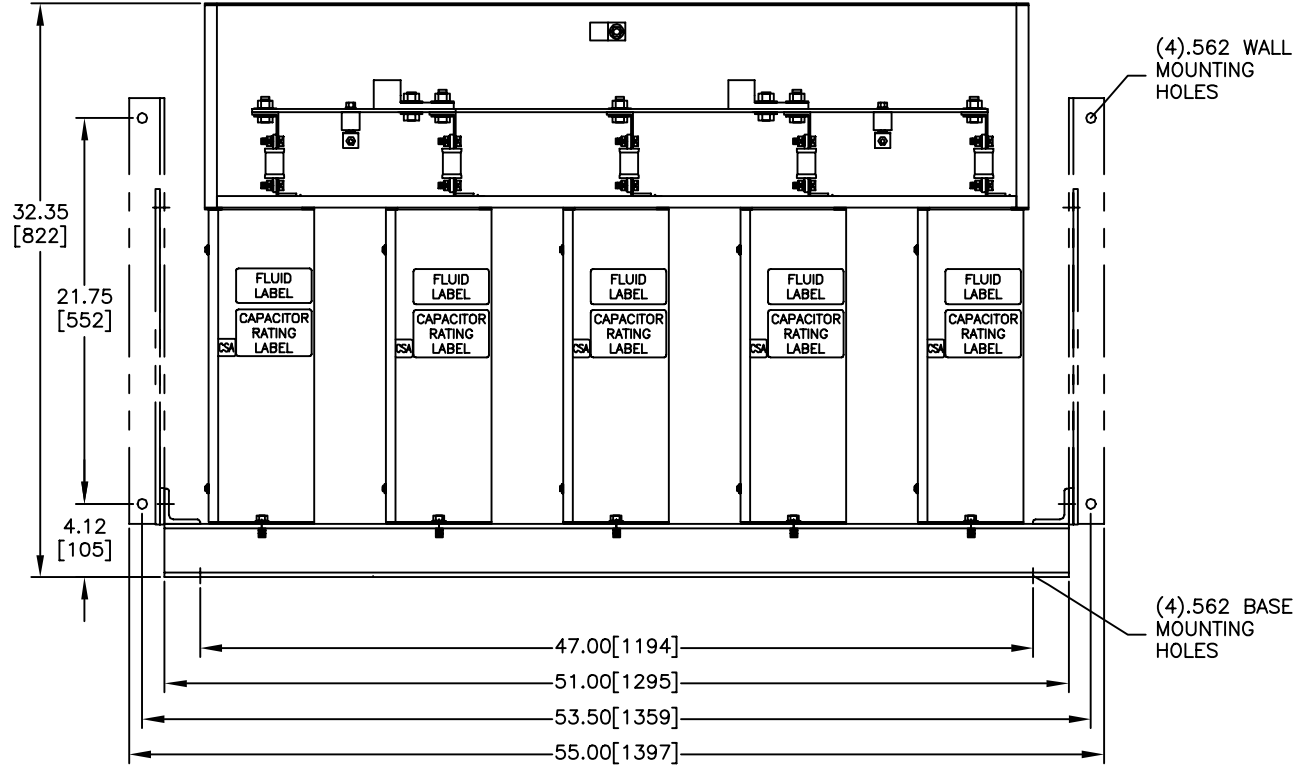 (4).562 WALL
MOUNTING
HOLES
32.35
[822]
21.75
[552]
4.12
[105]
FLUID
LABEL
CAPACITOR
RATING
LABEL
CSA
FLUID
LABEL
CAPACITOR
RATING
LABEL
CSA
FLUID
LABEL
CAPACITOR
RATING
LABEL
CSA
FLUID
LABEL
CAPACITOR
RATING
LABEL
CSA
FLUID
LABEL
CAPACITOR
RATING
LABEL
CSA
(4).562 BASE
MOUNTING
HOLES
47.00[1194]
51.00[1295]
53.50[1359]
55.00[1397]